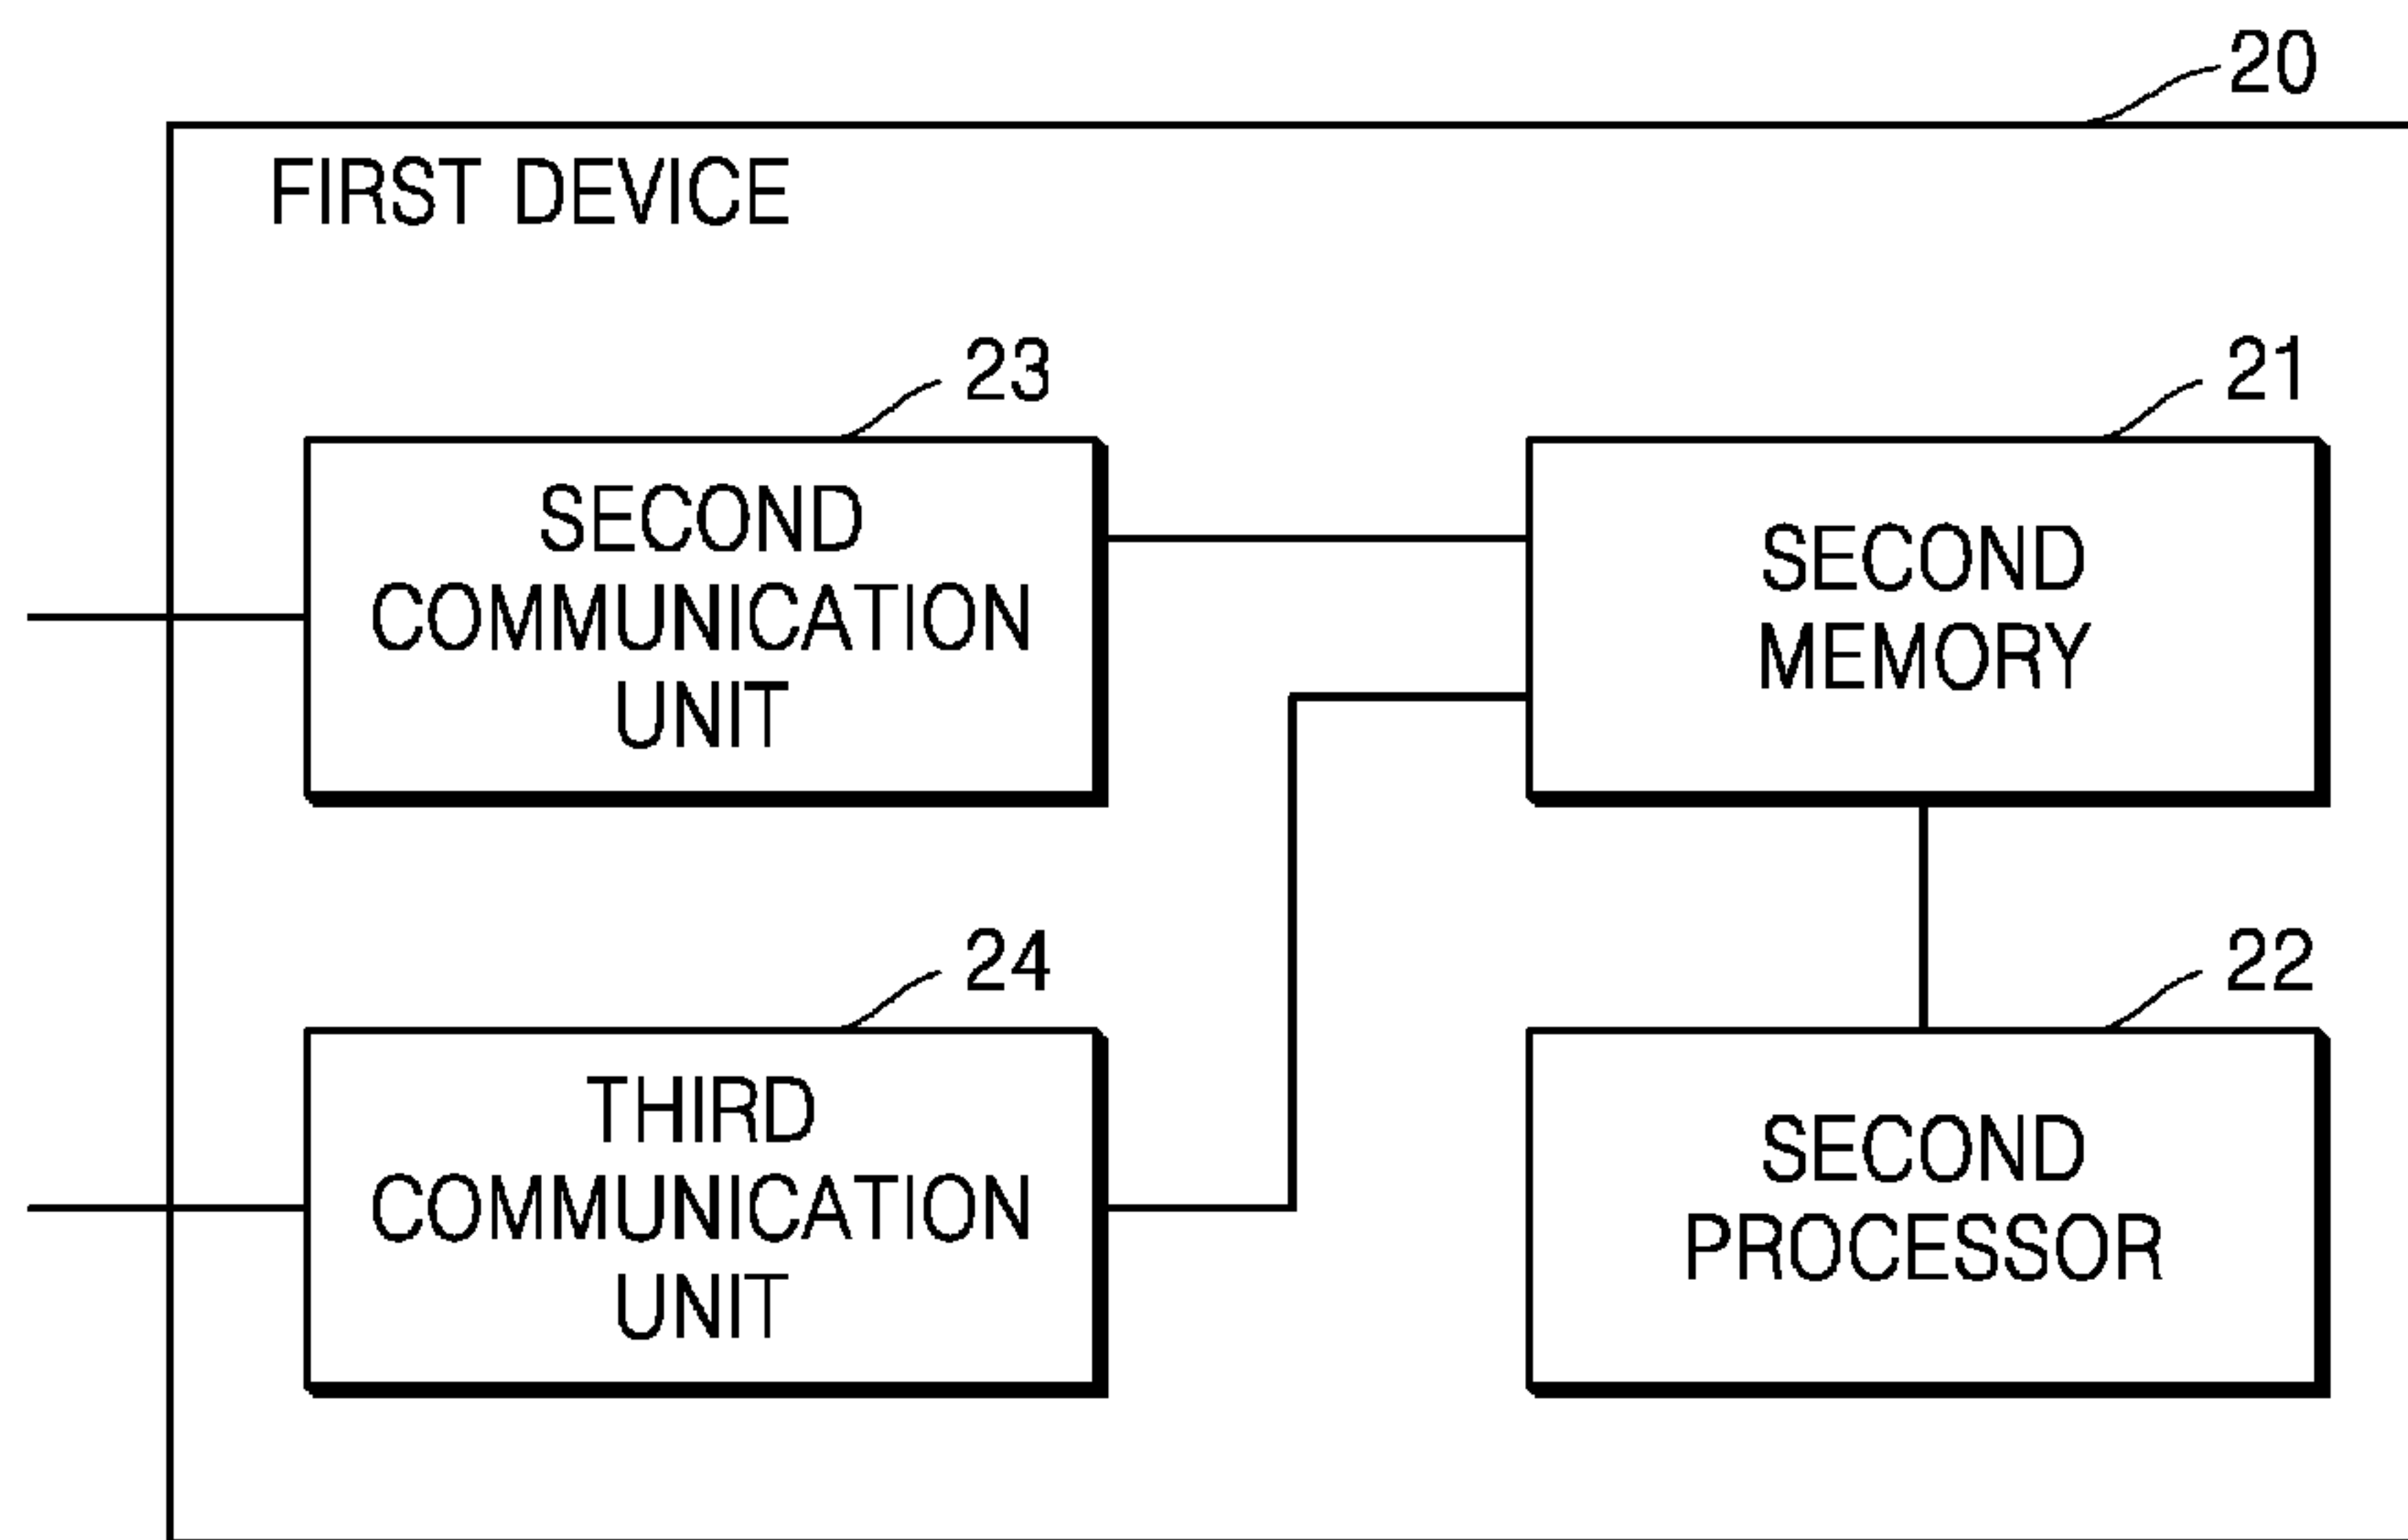 20
FIRST DEVICE
23
21
SECOND
COMMUNICATION
UNIT
SECOND
MEMORY
24
22
THIRD
COMMUNICATION
UNIT
SECOND
PROCESSOR